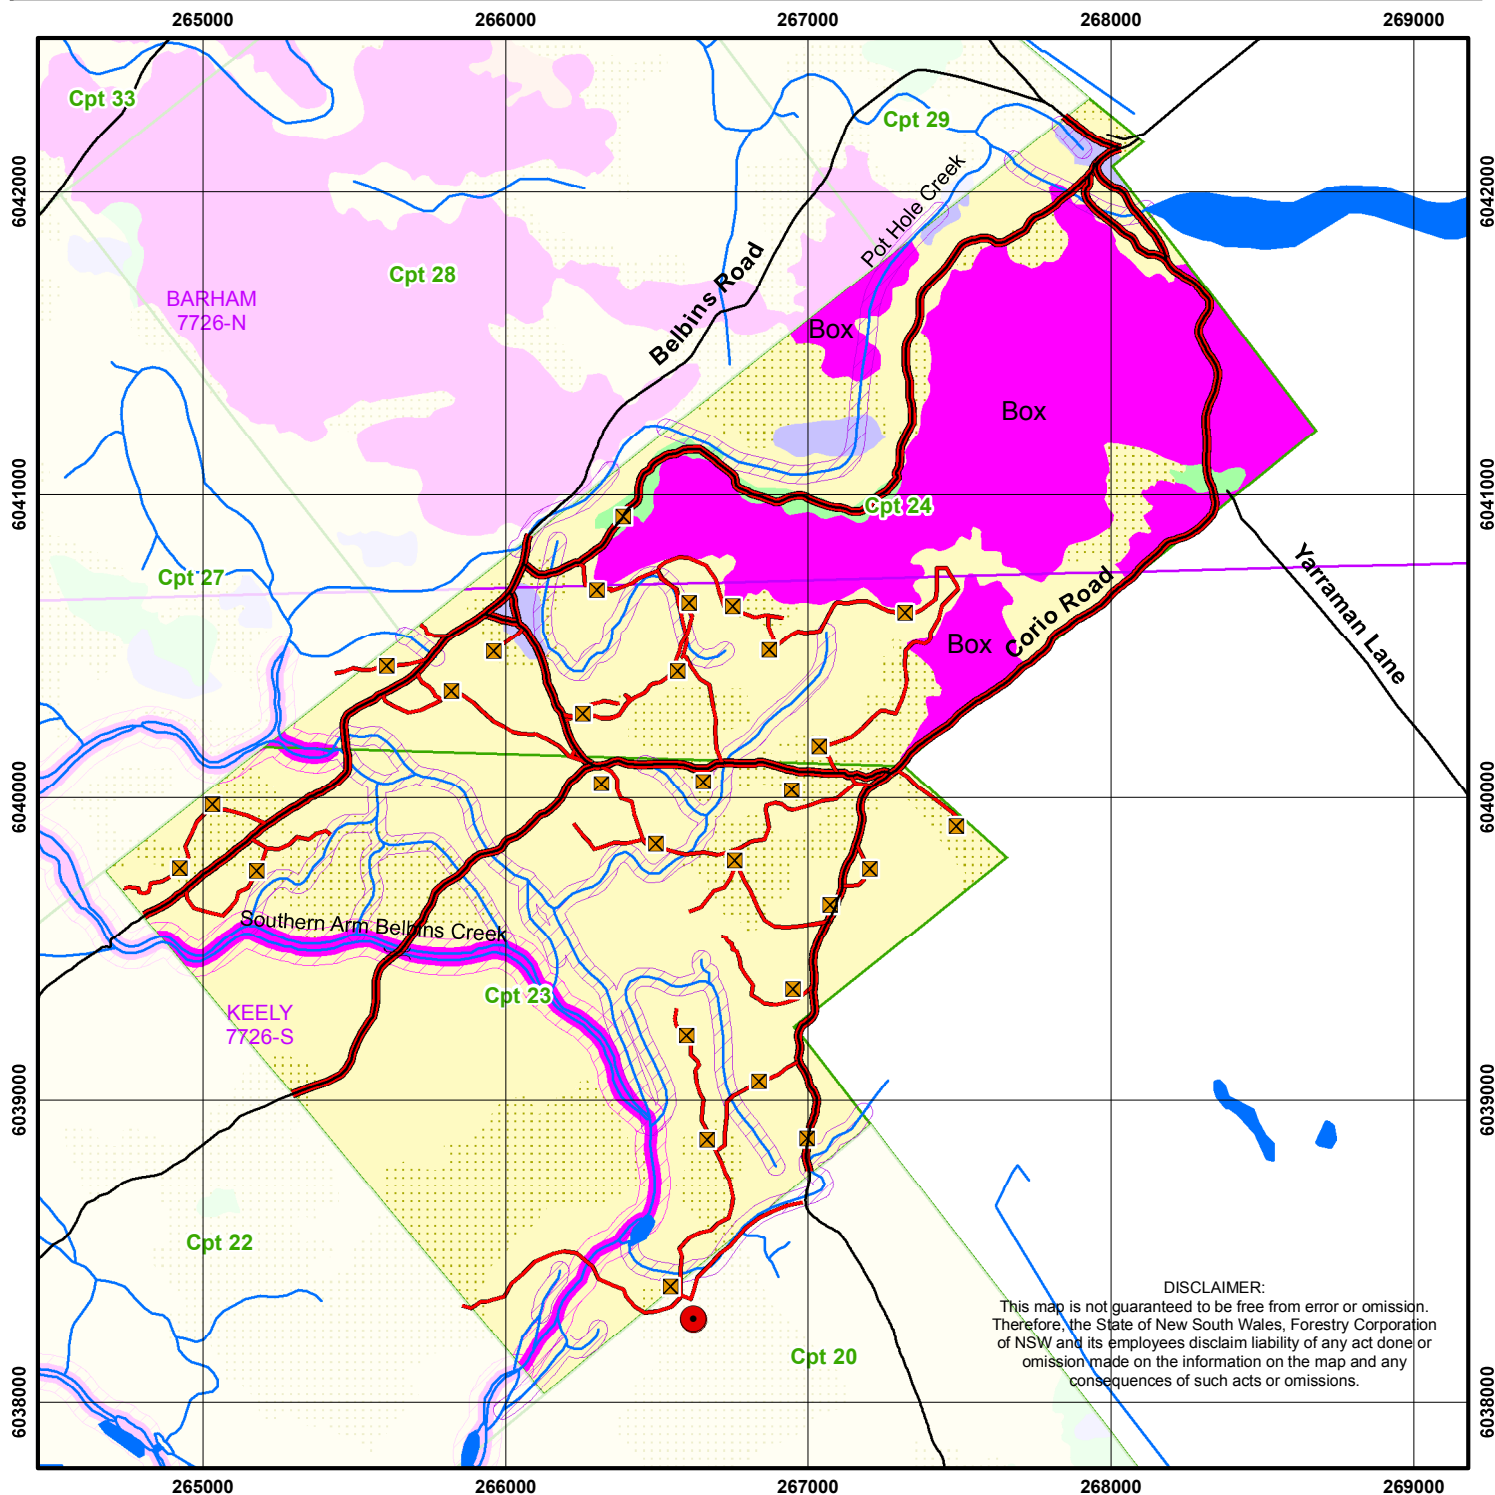 265000
266000
267000
268000
269000
Cpt 33
Cpt 29
6042000
6042000
Pot Hole Creek
Cpt 28
BARHAM
7726-N
Belbins Road
Box
Box
6041000
6041000
Cpt 24
Cpt 27
Yarraman Lane
Corio Road
Box
6040000
6040000
Southern Arm Belbins Creek
Cpt 23
KEELY
7726-S
6039000
6039000
Cpt 22
DISCLAIMER:
This map is not guaranteed to be free from error or omission.
Therefore, the State of New South Wales, Forestry Corporation
of NSW and its employees disclaim liability of any act done or
omission made on the information on the map and any
consequences of such acts or omissions.
Cpt 20
6038000
6038000
265000
266000
267000
268000
269000